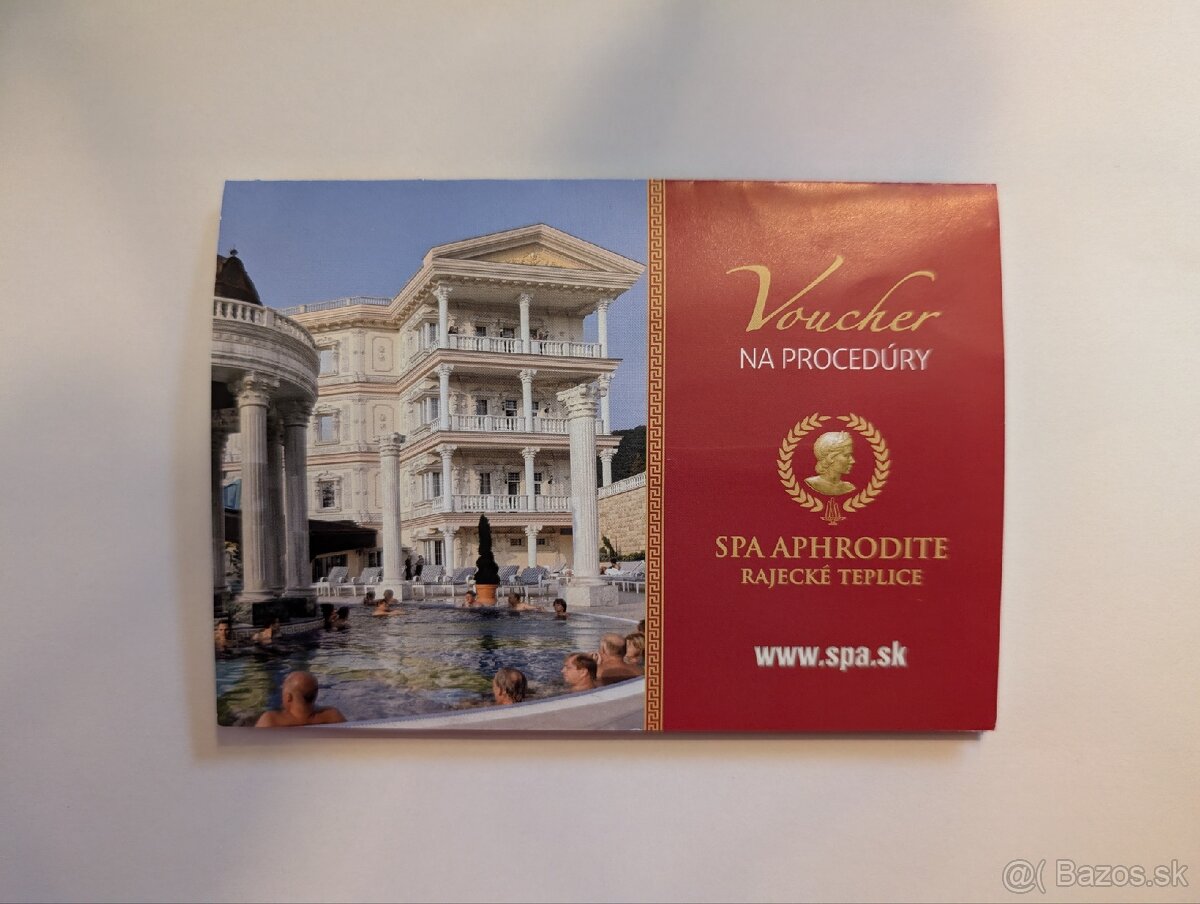 Voucher
NA PROCEDÚRY
SPA APHRODITE
RAJECKÉ TEPLICE
www.spa.sk
@( Bazos.sk